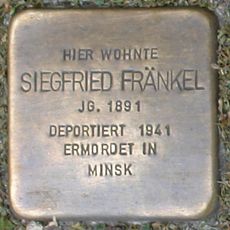 HIER WOHNTE
SIEGFRIED FRÄNKEL
JG. 1891
DEPORTIERT 1941
ERMORDET IN
MINSK